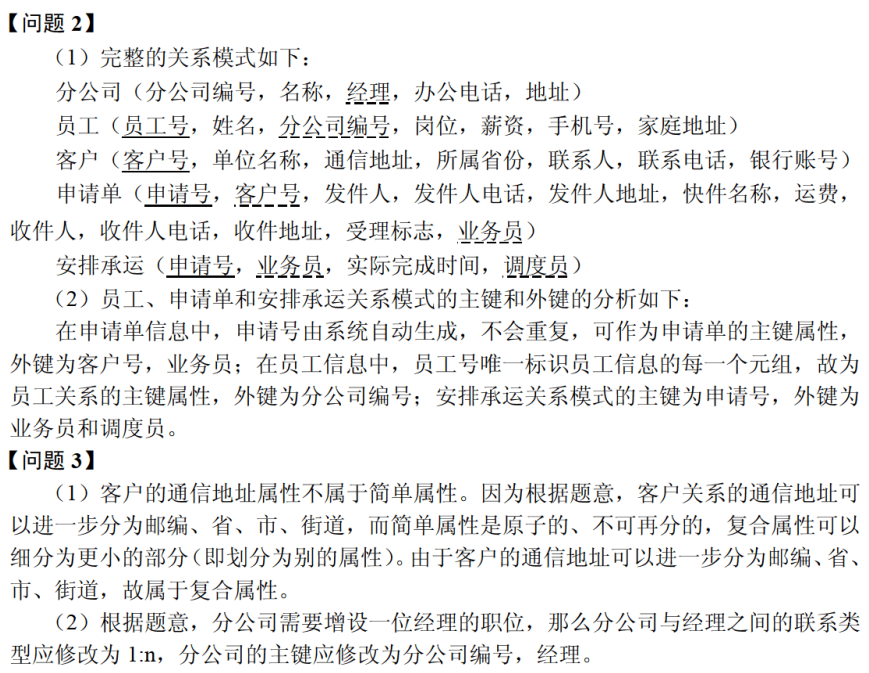 【问题 2】
（1）完整的关系模式如下：
分公司（分公司编号，名称，经理，办公电话，地址）
员工（员工号，姓名，分公司编号，岗位，薪资，手机号，家庭地址）
客户（客户号，单位名称，通信地址，所属省份，联系人，联系电话，银行账号）
申请单（申请号，客户号，发件人，发件人电话，发件人地址，快件名称，运费，
收件人，收件人电话，收件地址，受理标志，业务员）
安排承运（申请号，业务员，实际完成时间，调度员）
（2）员工、申请单和安排承运关系模式的主键和外键的分析如下：
在申请单信息中，申请号由系统自动生成，不会重复，可作为申请单的主键属性，
外键为客户号，业务员；在员工信息中，员工号唯一标识员工信息的每一个元组，故为
员工关系的主键属性，外键为分公司编号；安排承运关系模式的主键为申请号，外键为
业务员和调度员。
【问题 3】
（1）客户的通信地址属性不属于简单属性。因为根据题意，客户关系的通信地址可
以进一步分为邮编、省、市、街道，而简单属性是原子的、不可再分的，复合属性可以
细分为更小的部分（即划分为别的属性）。由于客户的通信地址可以进一步分为邮编、省、
市、街道，故属于复合属性。
（2）根据题意，分公司需要增设一位经理的职位，那么分公司与经理之间的联系类
型应修改为 1:n，分公司的主键应修改为分公司编号，经理。